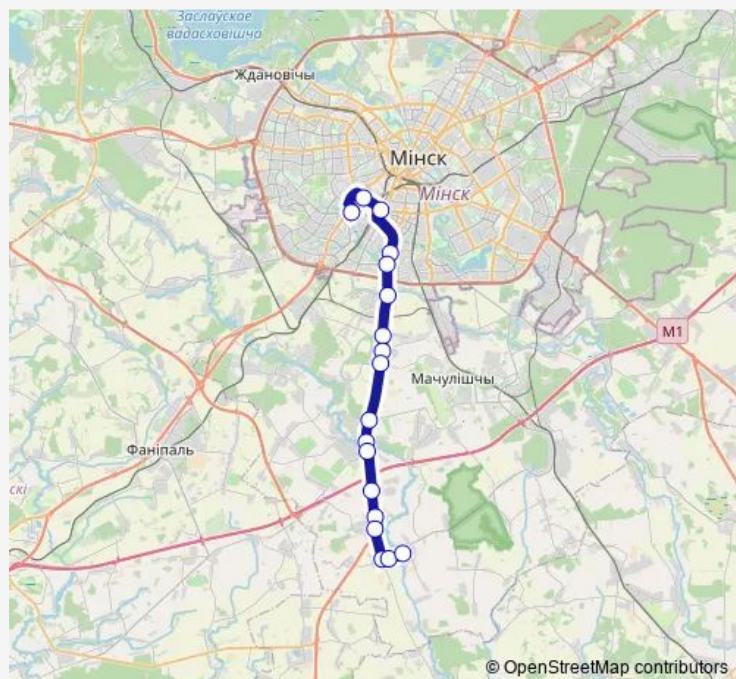 Заслаўскае
вадасховішча
Ждановічы
Мінск
Мінск
M1
Мачулішчы
Фаніпаль
скі
© OpenStreetMap contributors